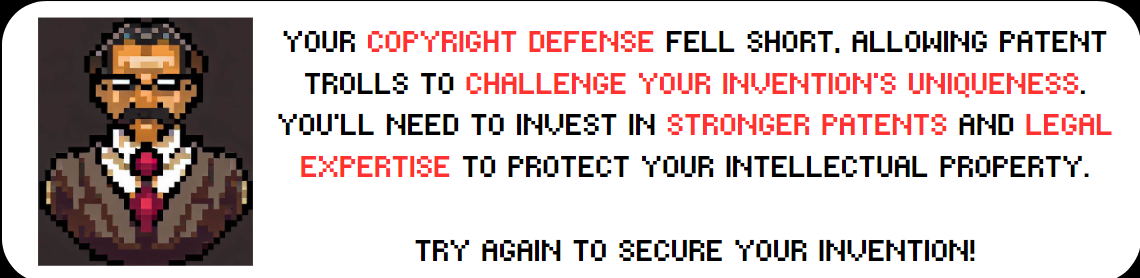 YOUR COPYRIGHT DEFENSE FELL SHORT, ALLOWING PATENT
TROLLS TO CHALLENGE YOUR INVENTION'S UNIQUENESS.
YOU'LL NEED TO INVEST IN STRONGER PATENTS AND LEGAL
EXPERTISE TO PROTECT YOUR INTELLECTUAL PROPERTY.
TRY AGAIN TO SECURE YOUR INVENTION!